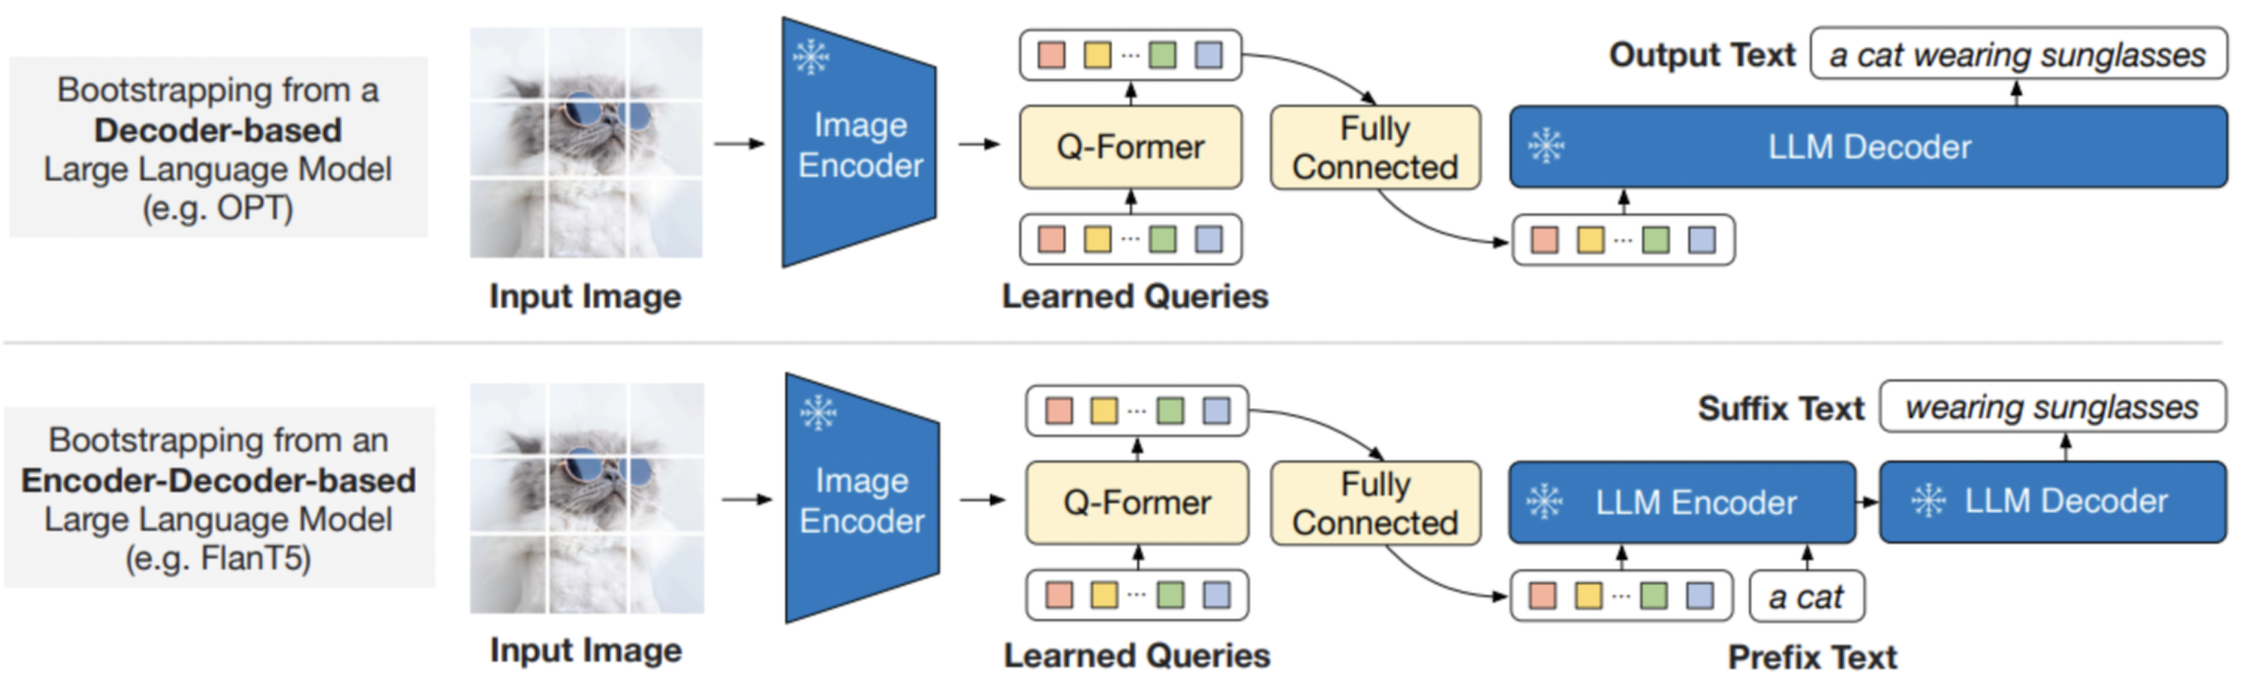 Bootstrapping from a
Decoder-based
Large Language Model
(e.g. OPT)
Input Image
Image
Encoder
Q-Former
Learned Queries
Fully
Connected
Output Text
a cat wearing sunglasses
LLM Decoder
Bootstrapping from an
Encoder-Decoder-based
Large Language Model
(e.g. FlanT5)
Input Image
Image
Encoder
Q-Former
Learned Queries
Fully
Connected
Suffix Text
wearing sunglasses
LLM Encoder
LLM Decoder
a cat
Prefix Text